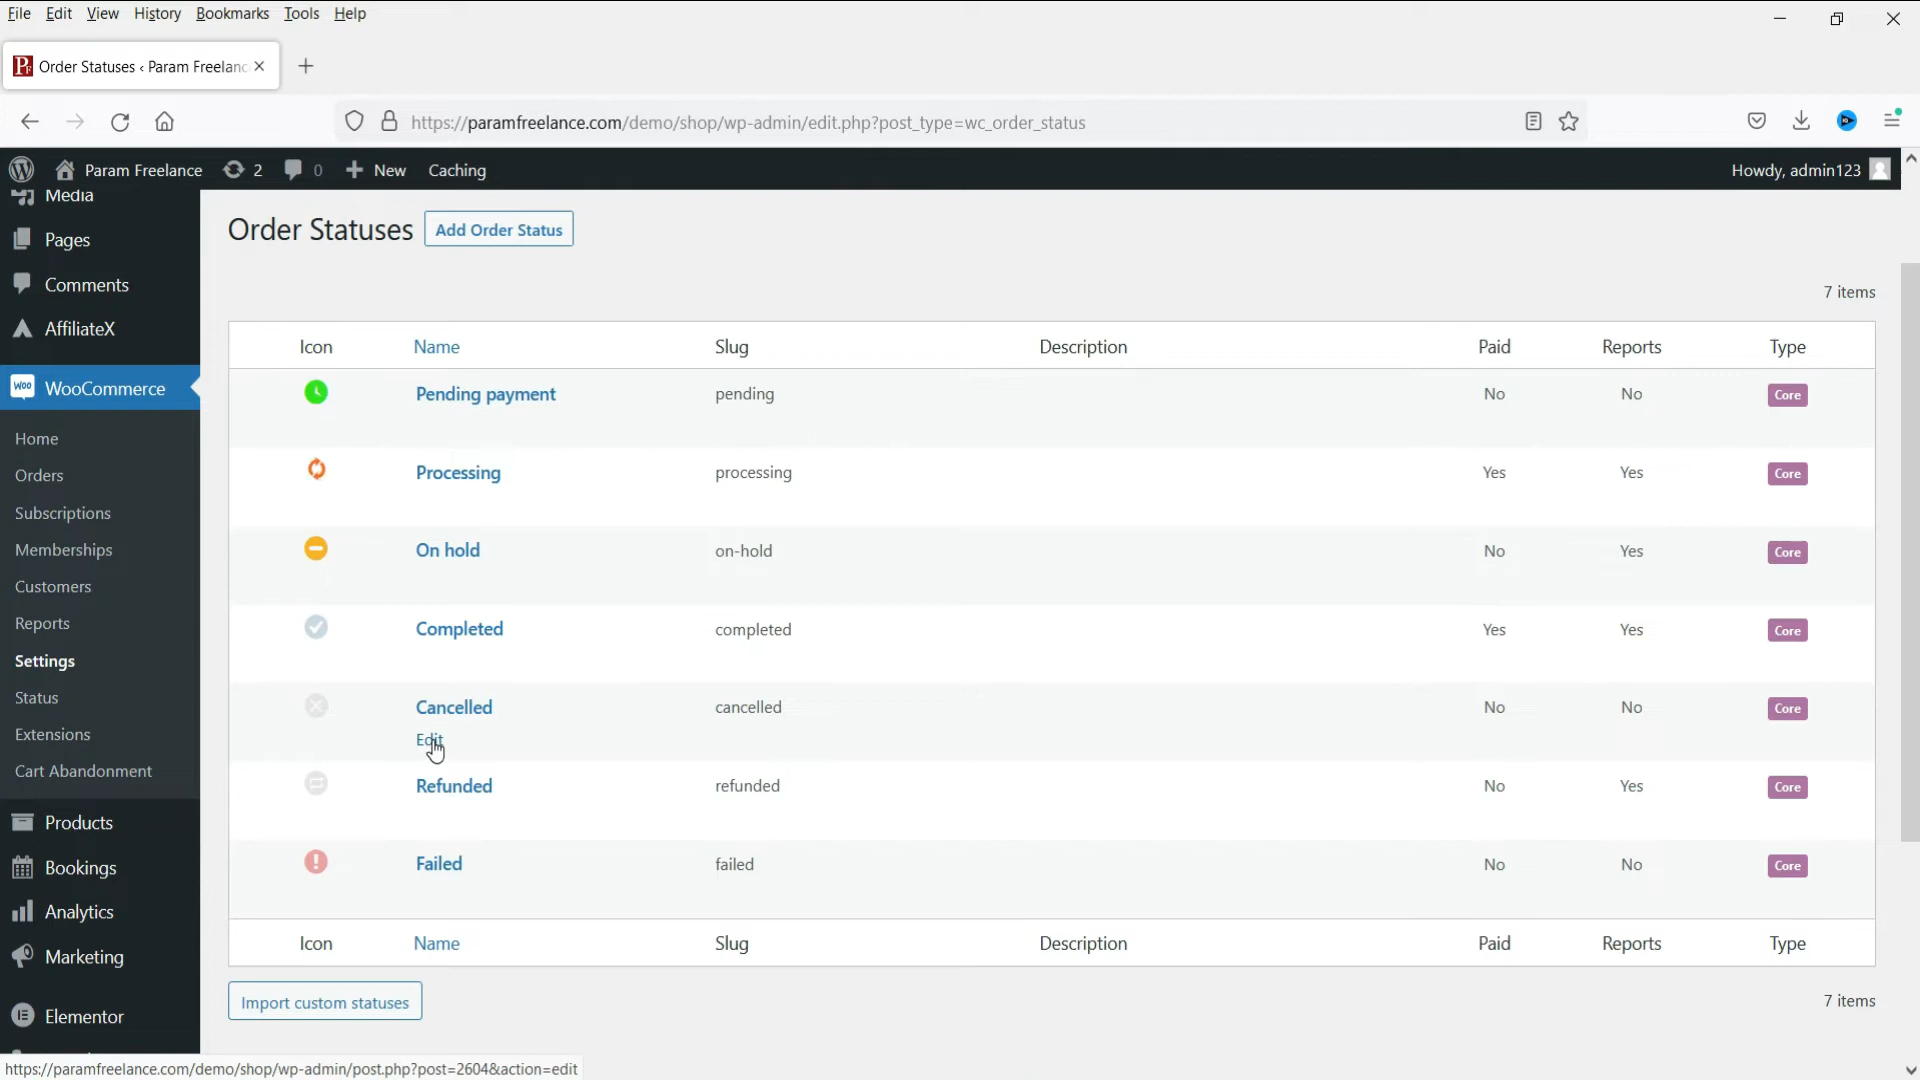 File Edit View History Bookmarks Tools Help
Order Statuses ‹ Param Freelanc
https://paramfreelance.com/demo/shop/wp-admin/edit.php?post_type=wc_order_status
Param Freelance 2 0 New Caching Howdy, admin123
Media
Pages
Comments
AffiliateX
WOO WooCommerce
Home
Orders
Subscriptions
Memberships
Customers
Reports
Settings
Status
Extensions
Cart Abandonment
Products
Bookings
Analytics
Marketing
Elementor
Order Statuses Add Order Status
7 items
Icon Name Slug Description Paid Reports Type
Pending payment pending No No Core
Processing processing Yes Yes Core
On hold on-hold No Yes Core
Completed completed Yes Yes Core
Cancelled cancelled No No Core
Edit
Refunded refunded No Yes Core
Failed failed No No Core
Icon Name Slug Description Paid Reports Type
Import custom statuses 7 items
https://paramfreelance.com/demo/shop/wp-admin/post.php?post=2604&action=edit